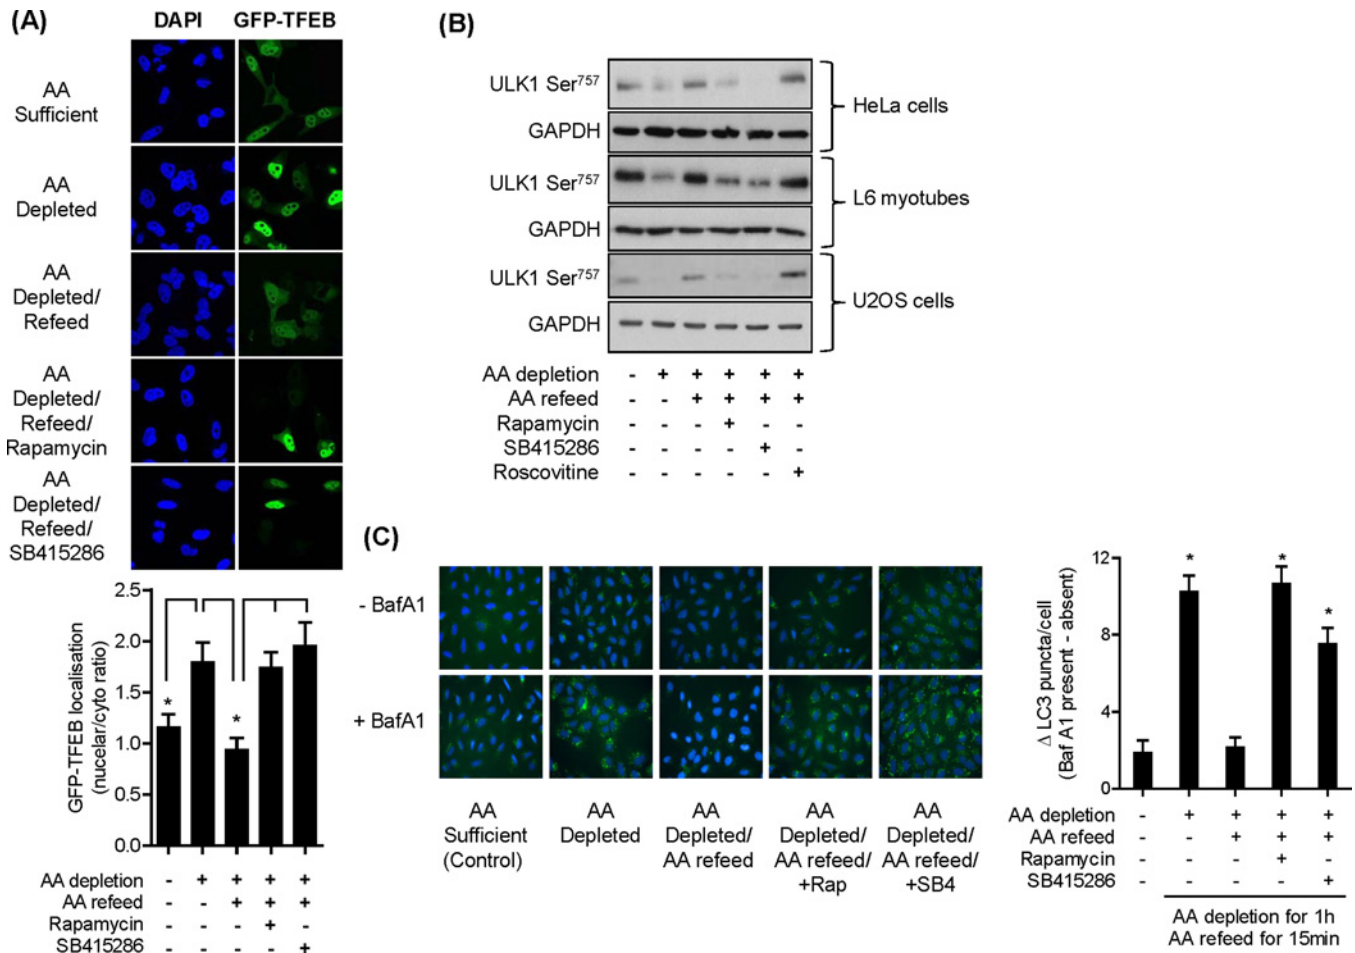 (A)
DAPI GFP-TFEB
AA
Sufficient
AA
Depleted
AA
Depleted/
Refeed
AA
Depleted/
Refeed/
Rapamycin
AA
Depleted/
Refeed/
SB415286
GFP-TFEB localisation
(nucelar/cyto ratio)
2.5
2.0
1.5
1.0
0.5
0.0
* *
AA depletion - + + + +
AA refeed - - + + +
Rapamycin - - - + -
SB415286 - - - - +
(B)
ULK1 Ser757
GAPDH
HeLa cells
ULK1 Ser757
GAPDH
L6 myotubes
ULK1 Ser757
GAPDH
U2OS cells
AA depletion - + + + + +
AA refeed - - + + + +
Rapamycin - - - + - -
SB415286 - - - - + -
Roscovitine - - - - - +
(C)
- BafA1
+ BafA1
AA
Sufficient
(Control)
AA
Depleted
AA
Depleted/
AA refeed
AA
Depleted/
AA refeed/
+Rap
AA
Depleted/
AA refeed/
+SB4
Δ LC3 puncta/cell
(Baf A1 present - absent)
12
8
4
0
* * *
AA depletion - + + + +
AA refeed - - + + +
Rapamycin - - - + -
SB415286 - - - - +
AA depletion for 1h
AA refeed for 15min